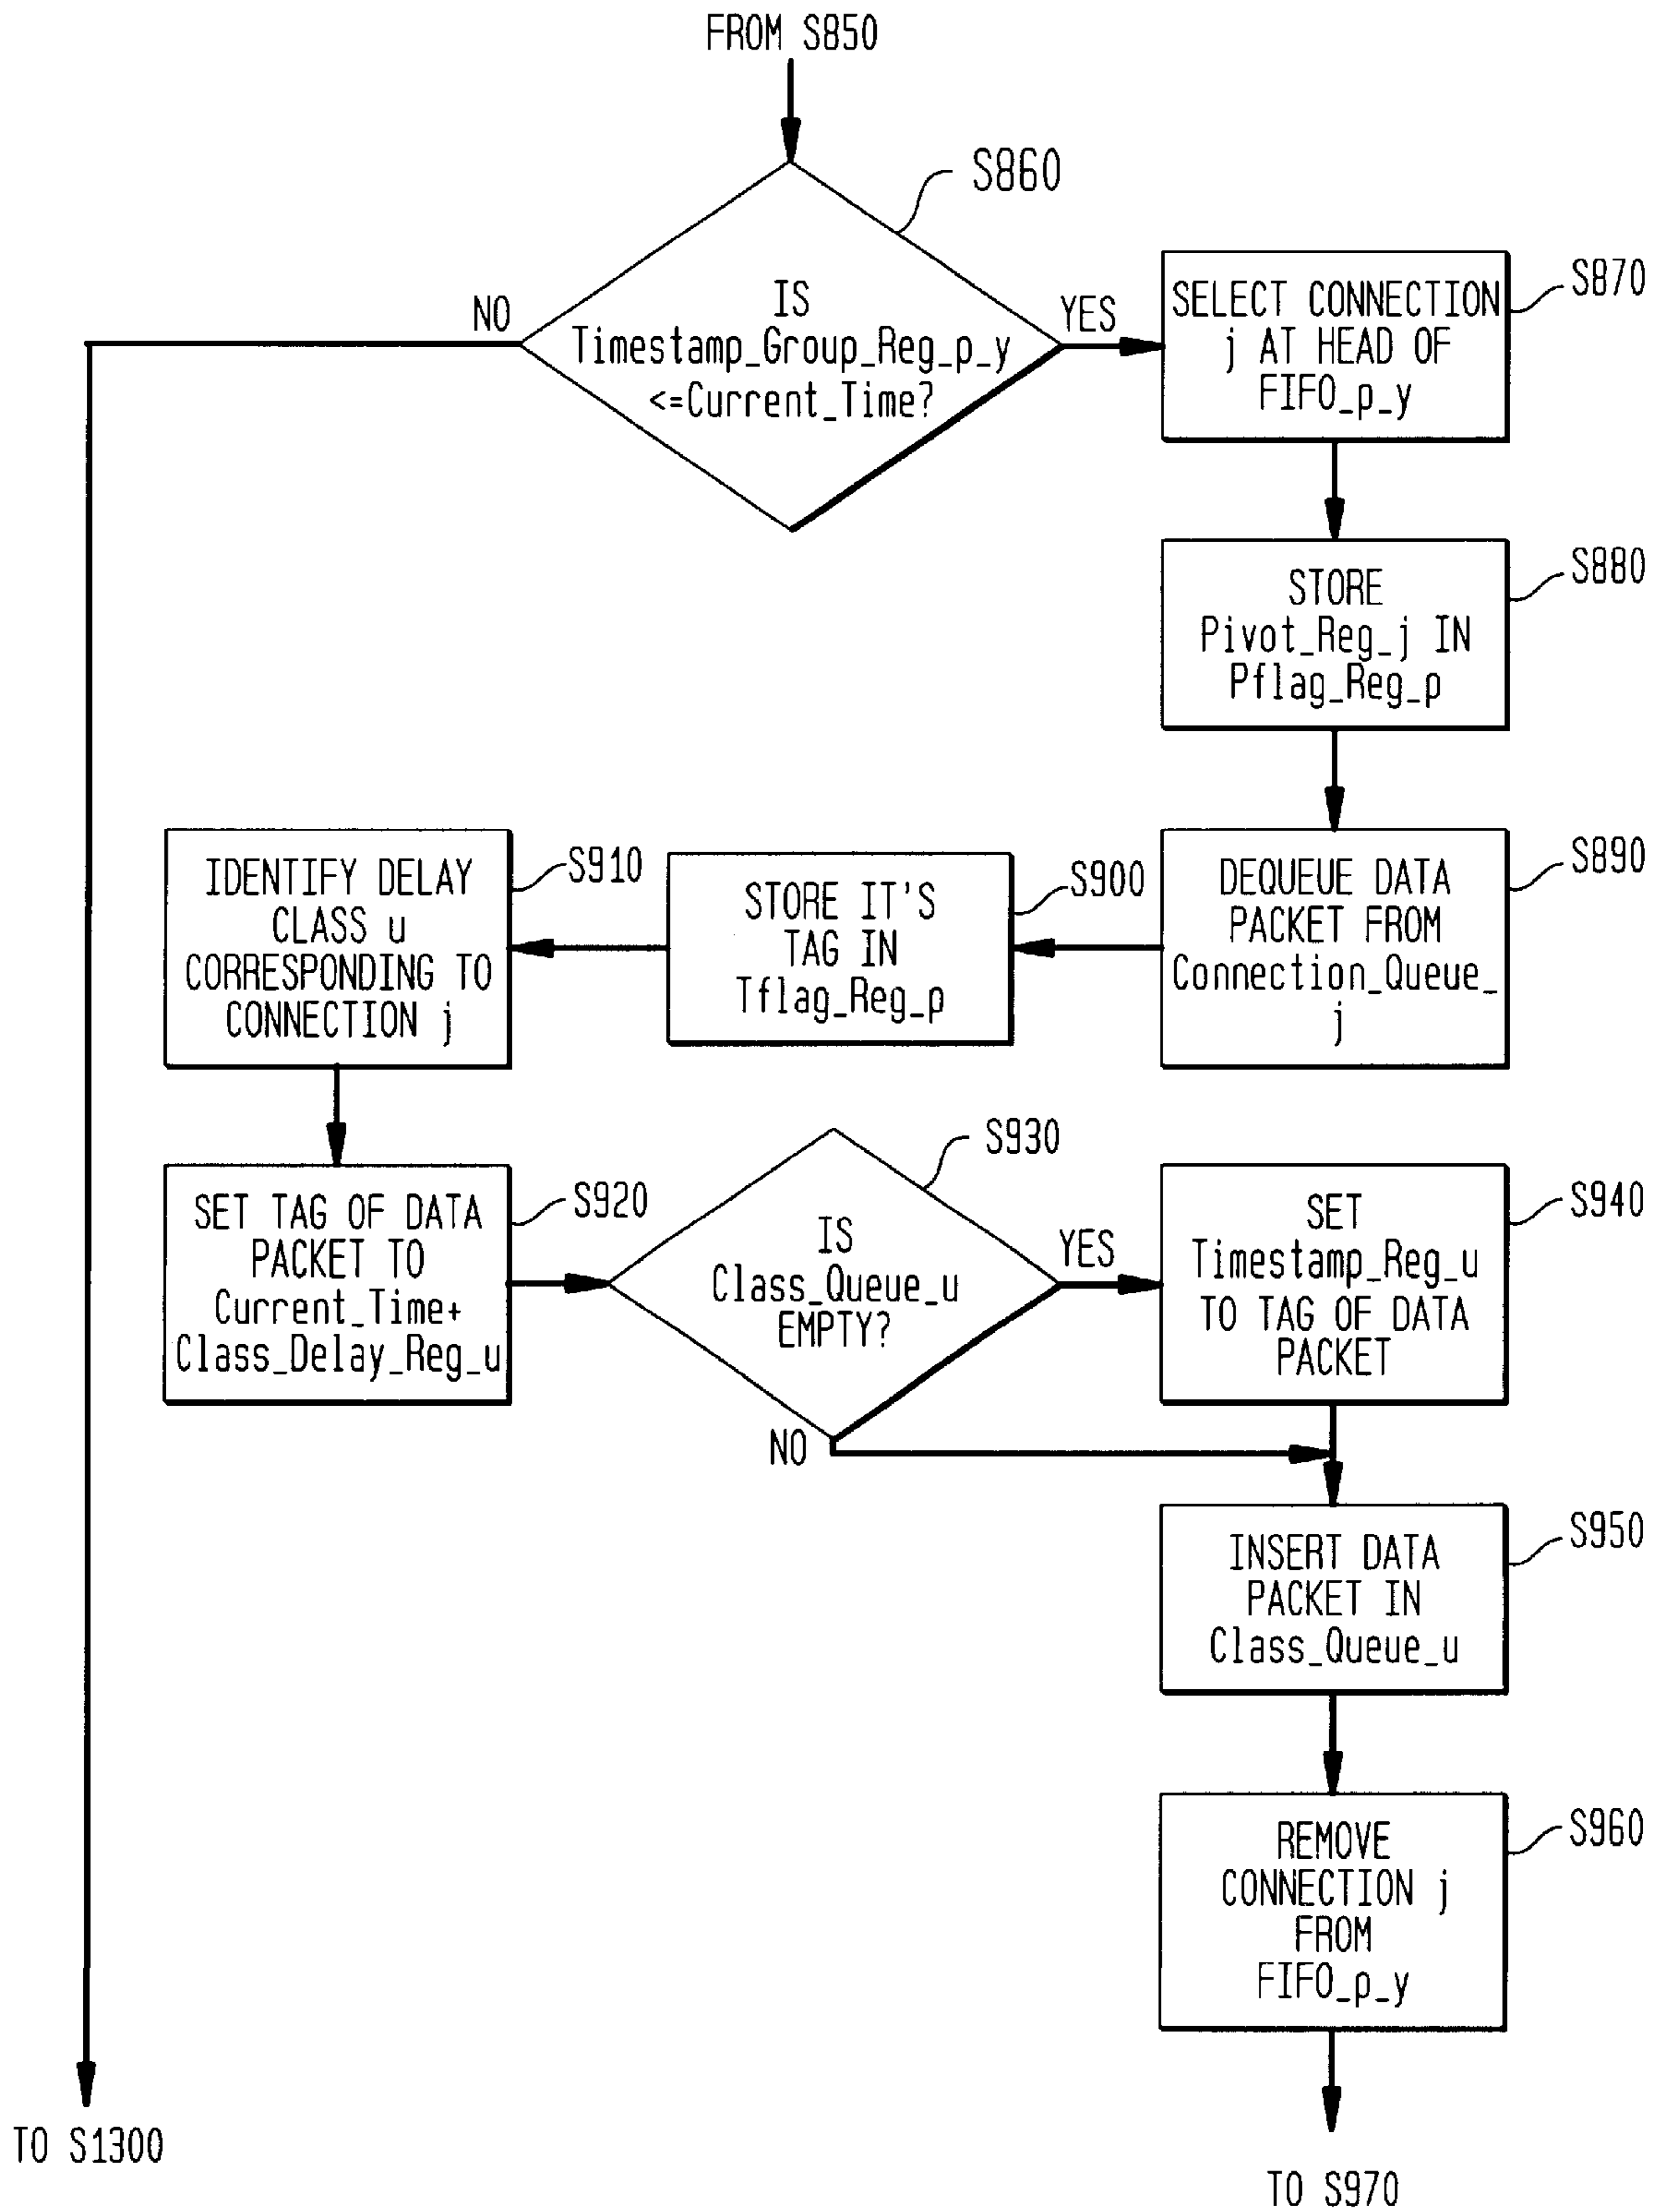 FROM S850
S860
IS
Timestamp_Group_Reg_p_y
<=Current_Time?
NO
YES
SELECT CONNECTION
j AT HEAD OF
FIFO_p_y
S870
STORE
Pivot_Reg_j IN
Pflag_Reg_p
S880
DEQUEUE DATA
PACKET FROM
Connection_Queue_
j
S890
STORE IT'S
TAG IN
Tflag_Reg_p
S900
IDENTIFY DELAY
CLASS u
CORRESPONDING TO
CONNECTION j
S910
SET TAG OF DATA
PACKET TO
Current_Time+
Class_Delay_Reg_u
S920
IS
Class_Queue_u
EMPTY?
S930
YES
NO
SET
Timestamp_Reg_u
TO TAG OF DATA
PACKET
S940
INSERT DATA
PACKET IN
Class_Queue_u
S950
REMOVE
CONNECTION j
FROM
FIFO_p_y
S960
TO S1300
TO S970